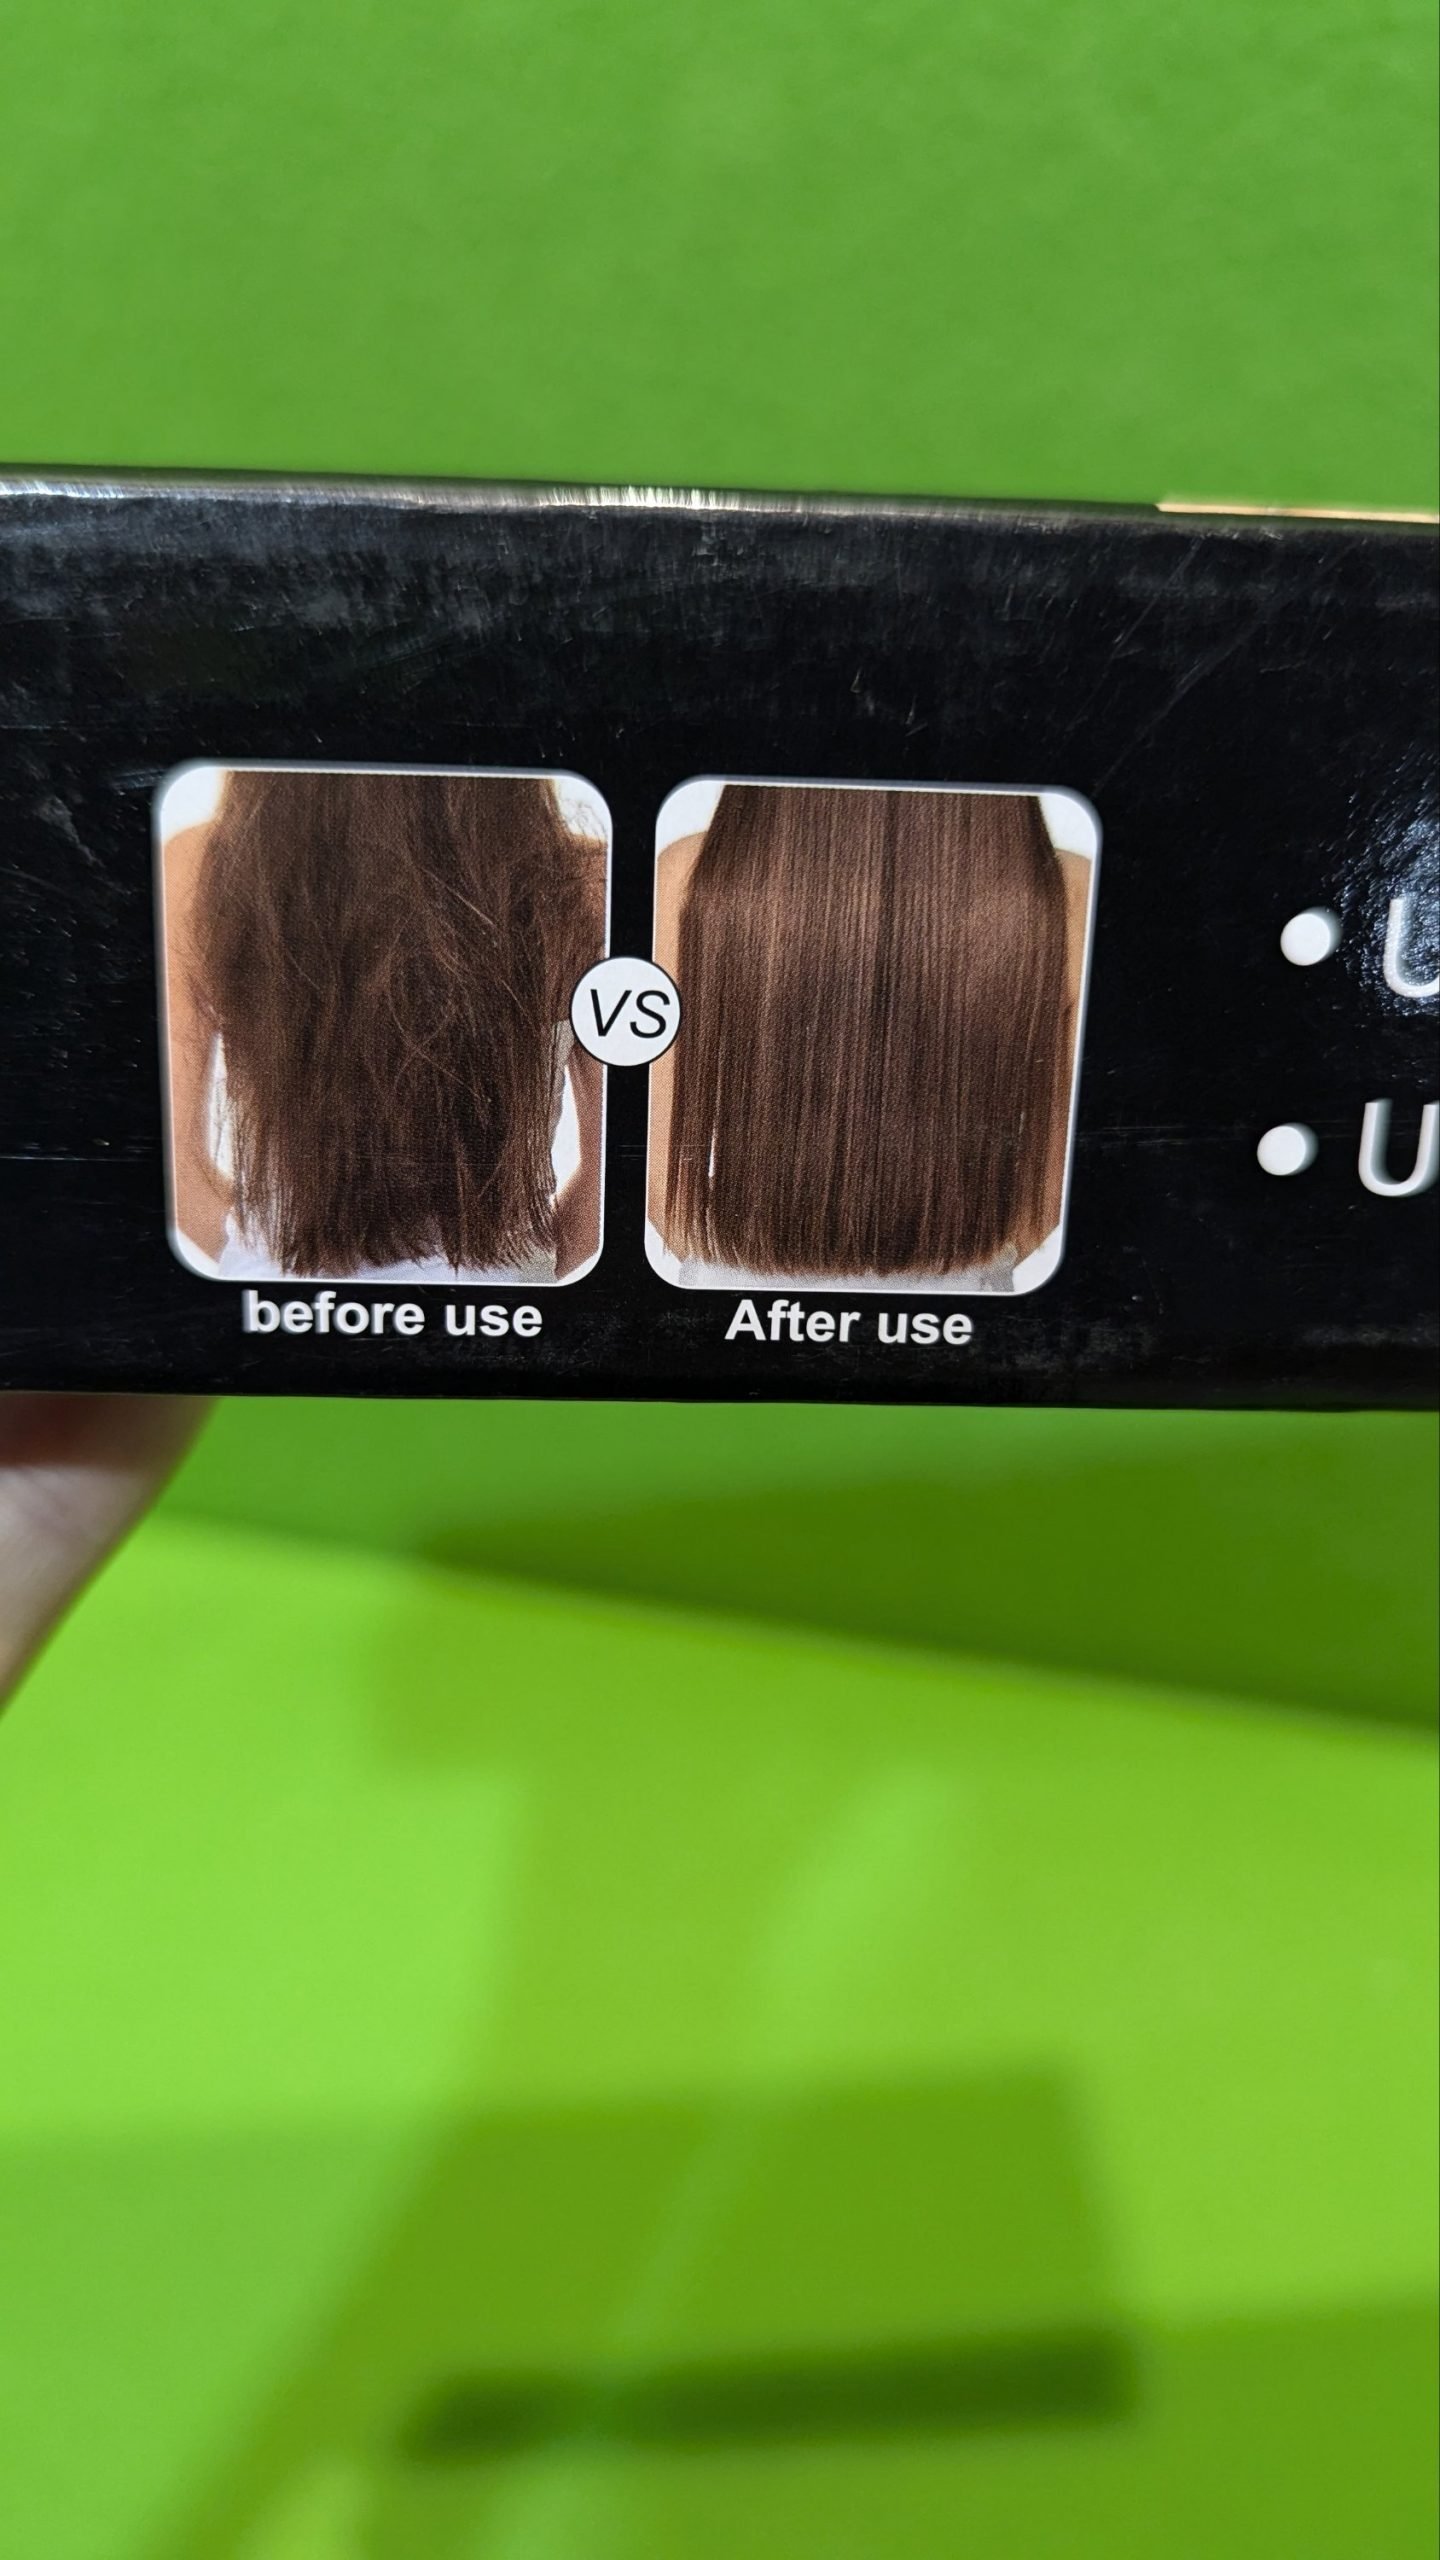 VS
before use
After use
• U
• U